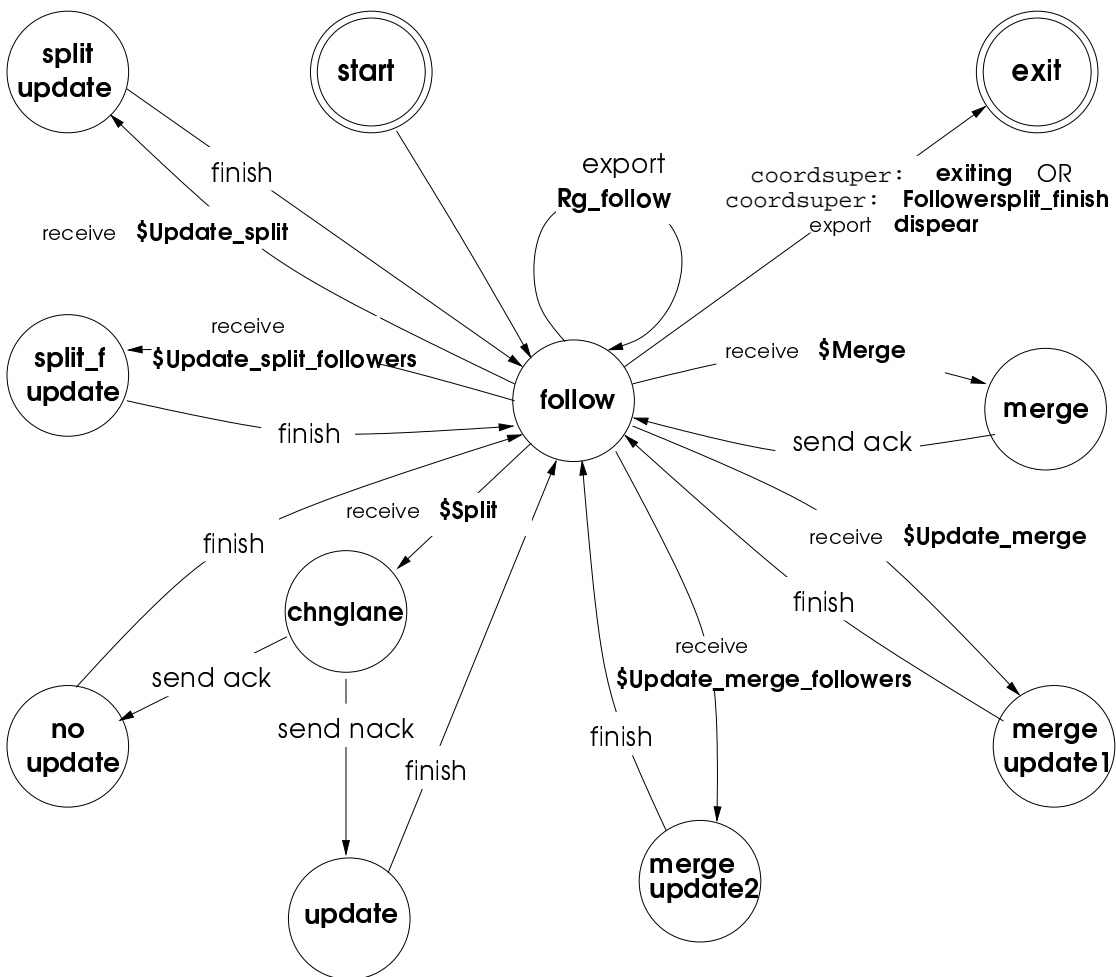 split
update
start
exit
finish
export
Rg_follow
coordsuper: exiting OR
coordsuper: Followersplit_finish
export dispear
receive $Update_split
receive
$Update_split_followers
split_f
update
receive $Merge
follow
merge
finish
send ack
receive $Split
receive $Update_merge
finish
chnglane
finish
receive
$Update_merge_followers
send ack
no
update
send nack
finish
finish
merge
update1
merge
update2
update